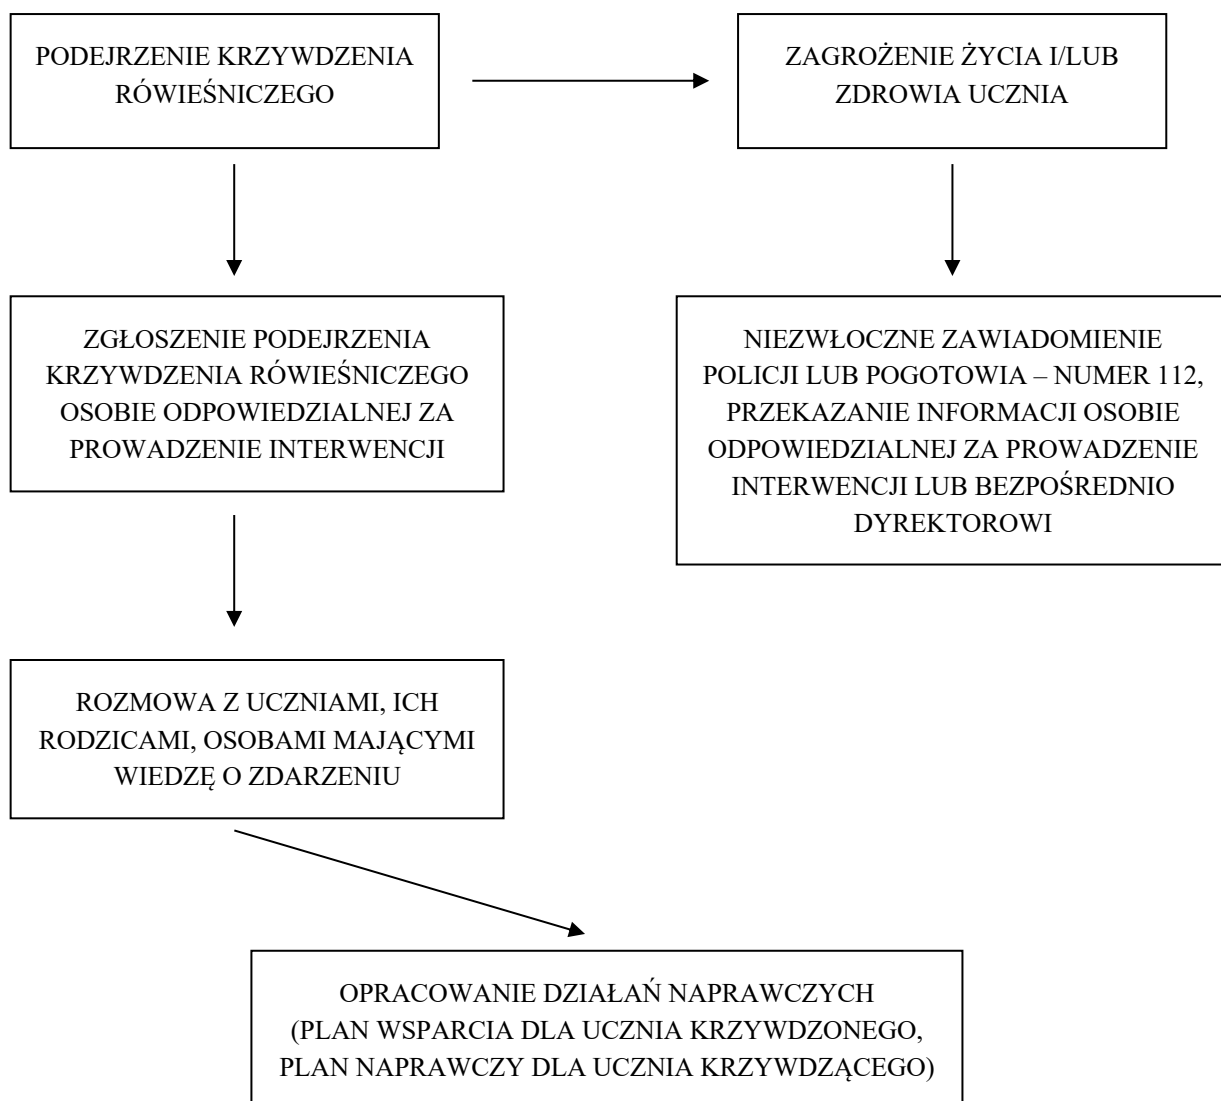 PODEJRZENIE KRZYWDZENIA
RÓWIEŚNICZEGO
ZAGROŻENIE ŻYCIA I/LUB
ZDROWIA UCZNIA
ZGŁOSZENIE PODEJRZENIA
KRZYWDZENIA RÓWIEŚNICZEGO
OSOBIE ODPOWIEDZIALNEJ ZA
PROWADZENIE INTERWENCJI
NIEZWŁOCZNE ZAWIADOMIENIE
POLICJI LUB POGOTOWIA – NUMER 112,
PRZEKAZANIE INFORMACJI OSOBIE
ODPOWIEDZIALNEJ ZA PROWADZENIE
INTERWENCJI LUB BEZPOŚREDNIO
DYREKTOROWI
ROZMOWA Z UCZNIAMI, ICH
RODZICAMI, OSOBAMI MAJĄCYMI
WIEDZĘ O ZDARZENIU
OPRACOWANIE DZIAŁAŃ NAPRAWCZYCH
(PLAN WSPARCIA DLA UCZNIA KRZYWDZONEGO,
PLAN NAPRAWCZY DLA UCZNIA KRZYWDZĄCEGO)